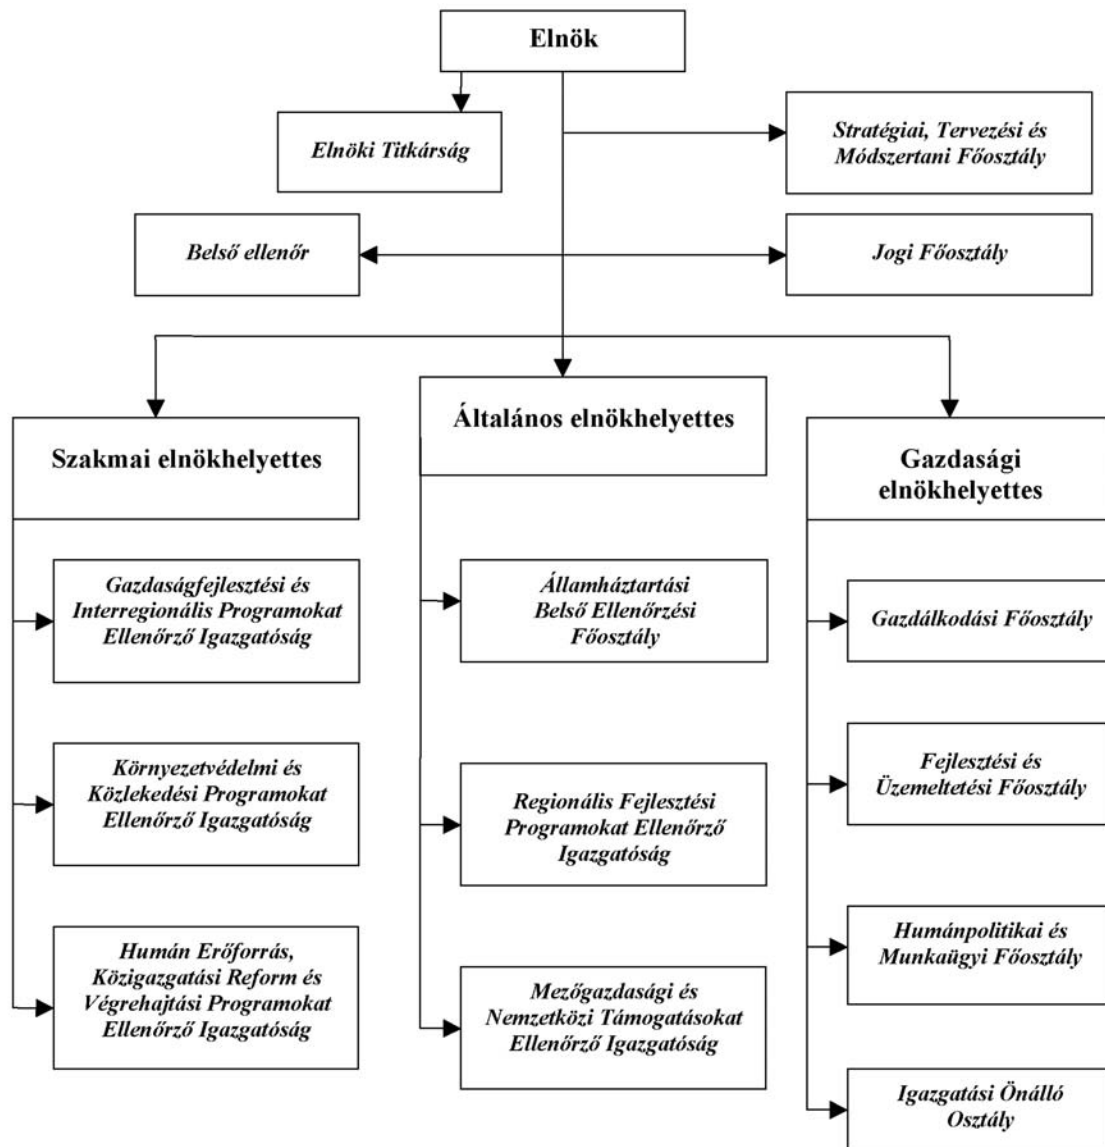 Elnök
Elnöki Titkárság
Stratégiai, Tervezési és
Módszertani Főosztály
Belső ellenőr
Jogi Főosztály
Szakmai elnökhelyettes
Általános elnökhelyettes
Gazdasági
elnökhelyettes
Gazdaságfejlesztési és
Interregionális Programokat
Ellenőrző Igazgatóság
Környezetvédelmi és
Közlekedési Programokat
Ellenőrző Igazgatóság
Humán Erőforrás,
Közigazgatási Reform és
Végrehajtási Programokat
Ellenőrző Igazgatóság
Államháztartási
Belső Ellenőrzési
Főosztály
Regionális Fejlesztési
Programokat Ellenőrző
Igazgatóság
Mezőgazdasági és
Nemzetközi Támogatásokat
Ellenőrző Igazgatóság
Gazdálkodási Főosztály
Fejlesztési és
Üzemeltetési Főosztály
Humánpolitikai és
Munkaügyi Főosztály
Igazgatási Önálló
Osztály